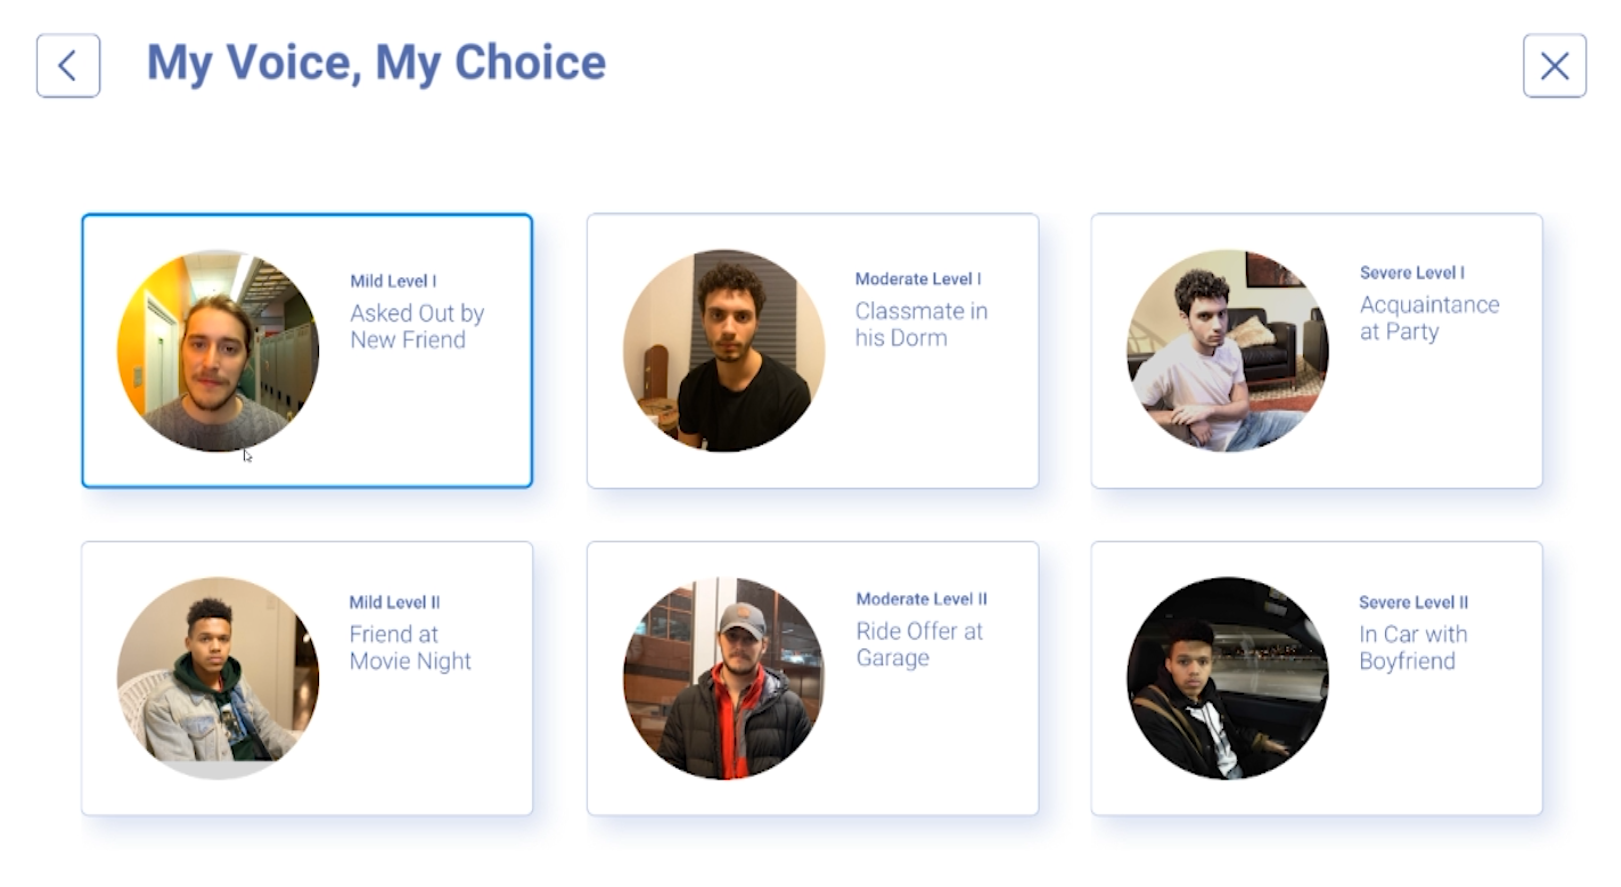 My Voice, My Choice
Mild Level I
Asked Out by
New Friend
Moderate Level I
Classmate in
his Dorm
Severe Level I
Acquaintance
at Party
Mild Level II
Friend at
Movie Night
Moderate Level II
Ride Offer at
Garage
Severe Level II
In Car with
Boyfriend